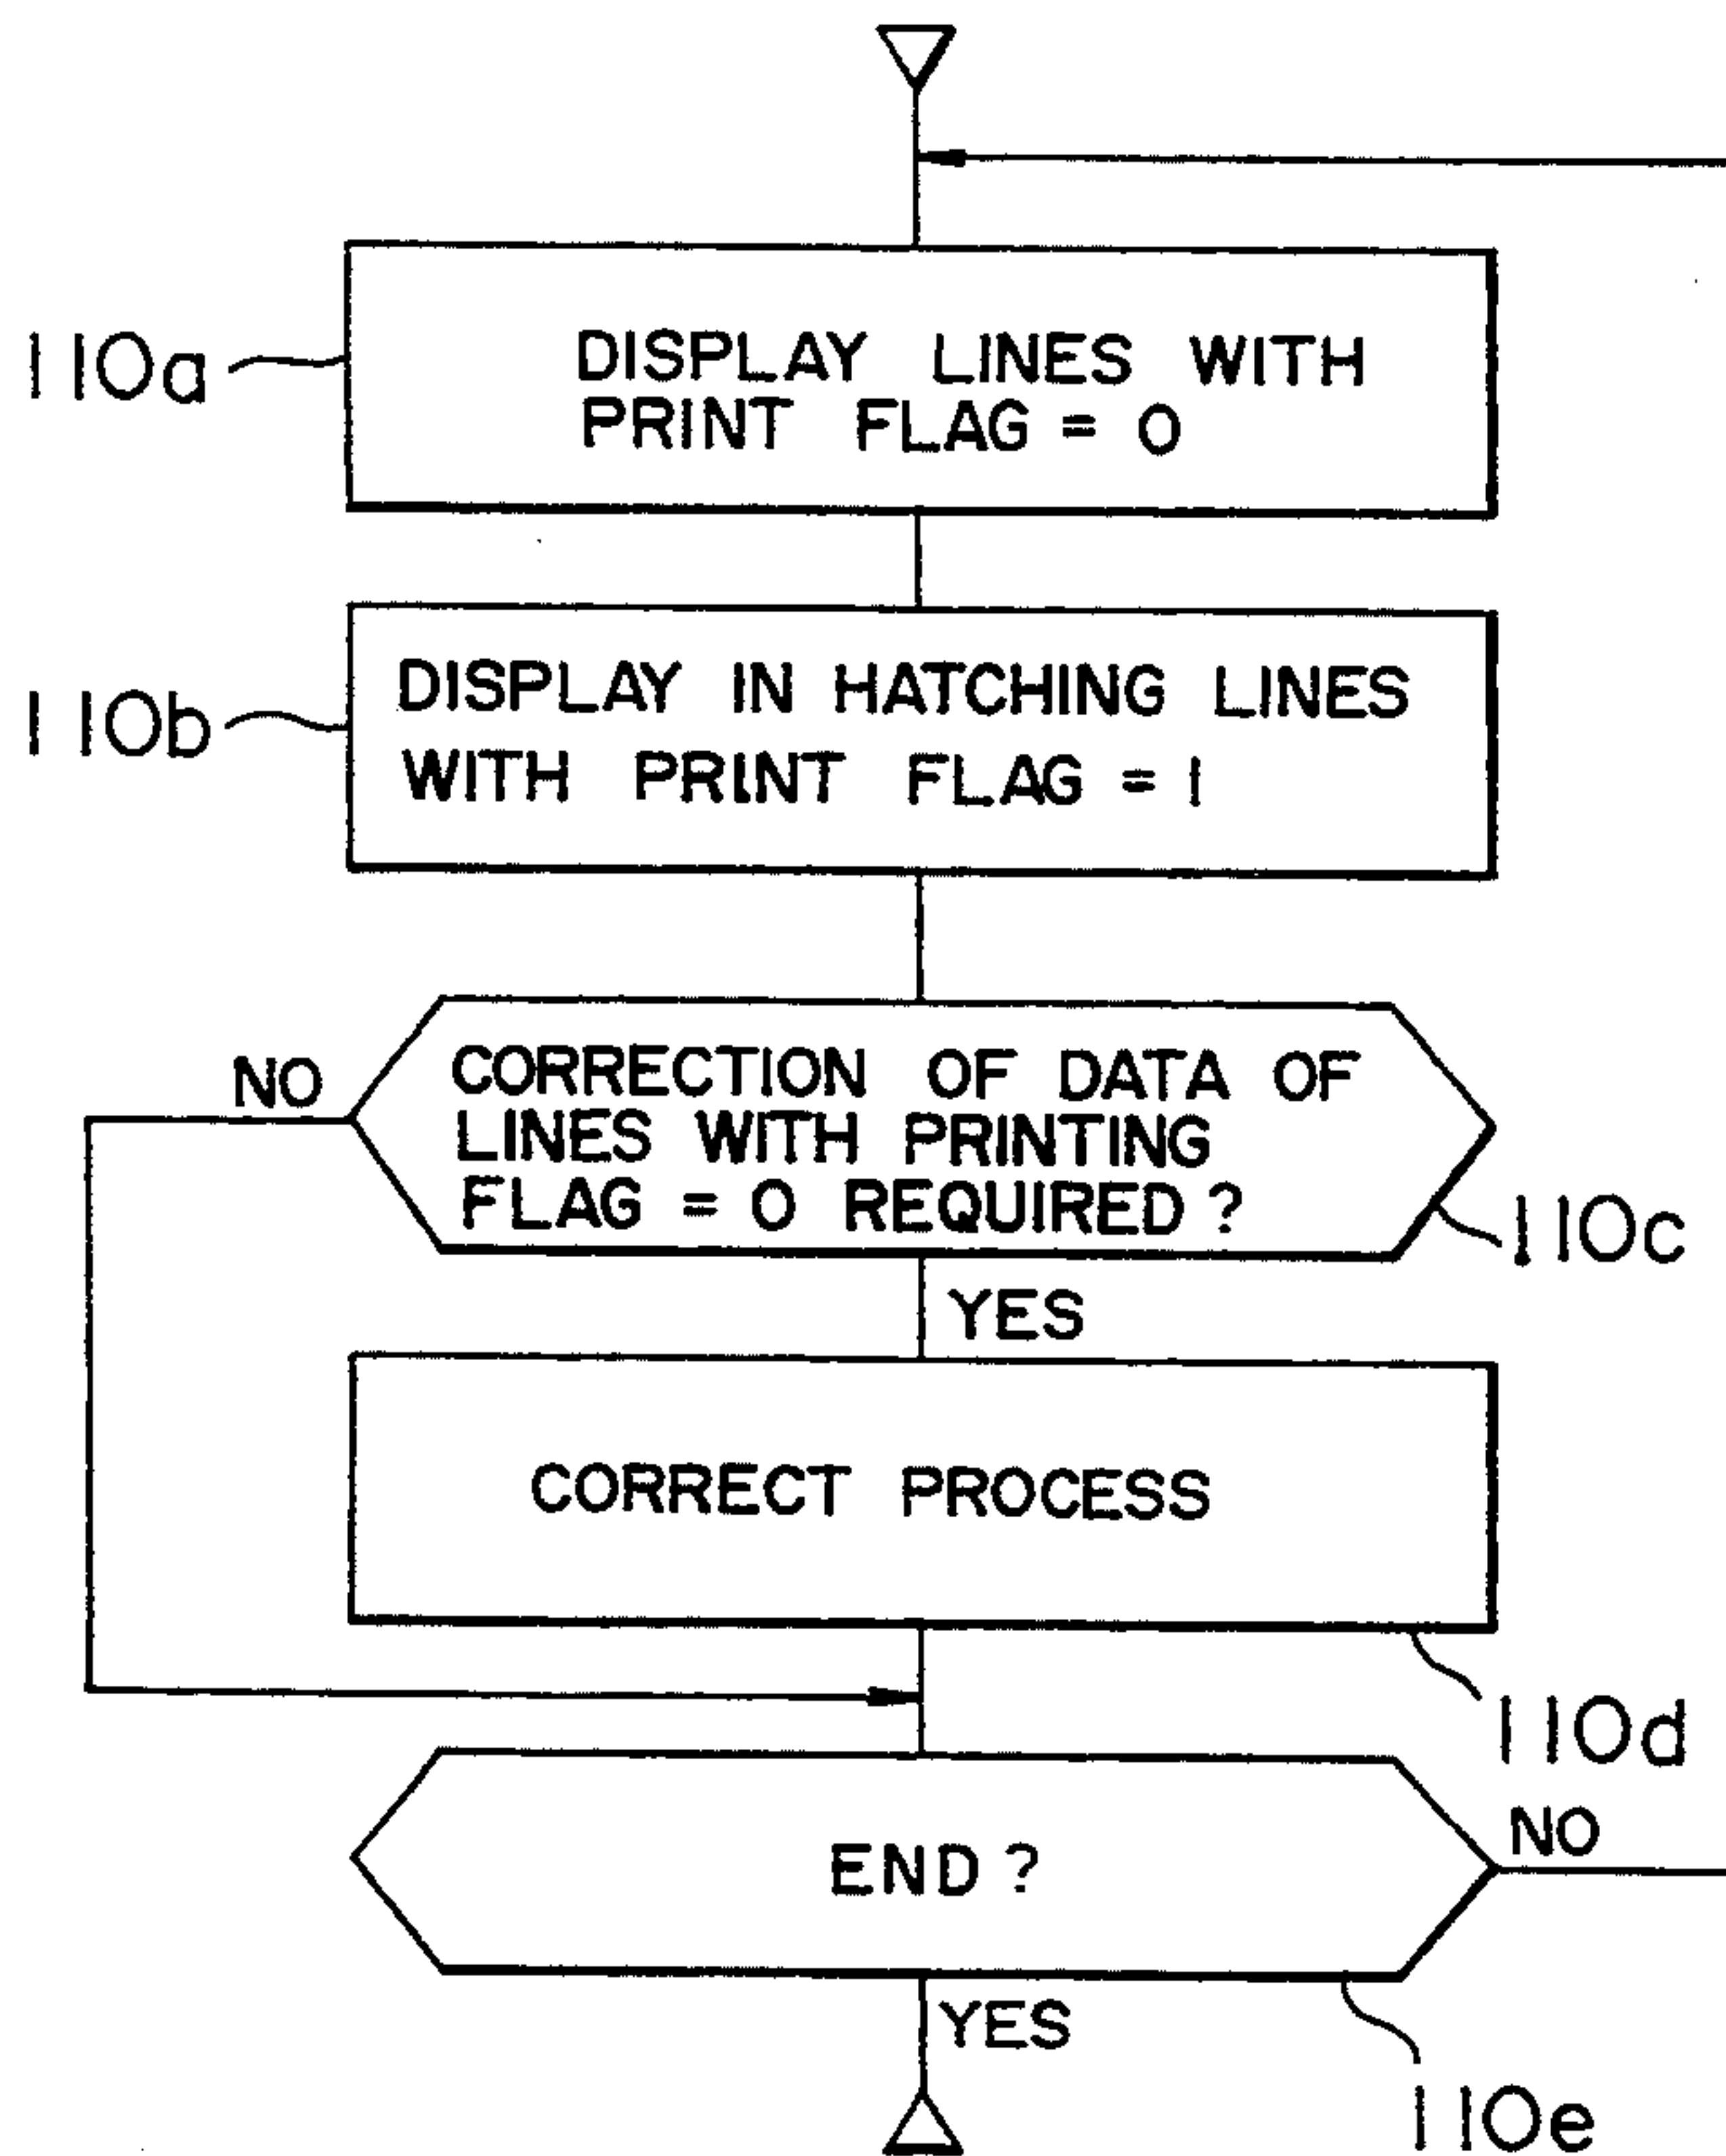 110a
DISPLAY LINES WITH
PRINT FLAG = 0
110b
DISPLAY IN HATCHING LINES
WITH PRINT FLAG = 1
NO
CORRECTION OF DATA OF
LINES WITH PRINTING
FLAG = 0 REQUIRED ?
110c
YES
CORRECT PROCESS
110d
END ?
NO
YES
110e